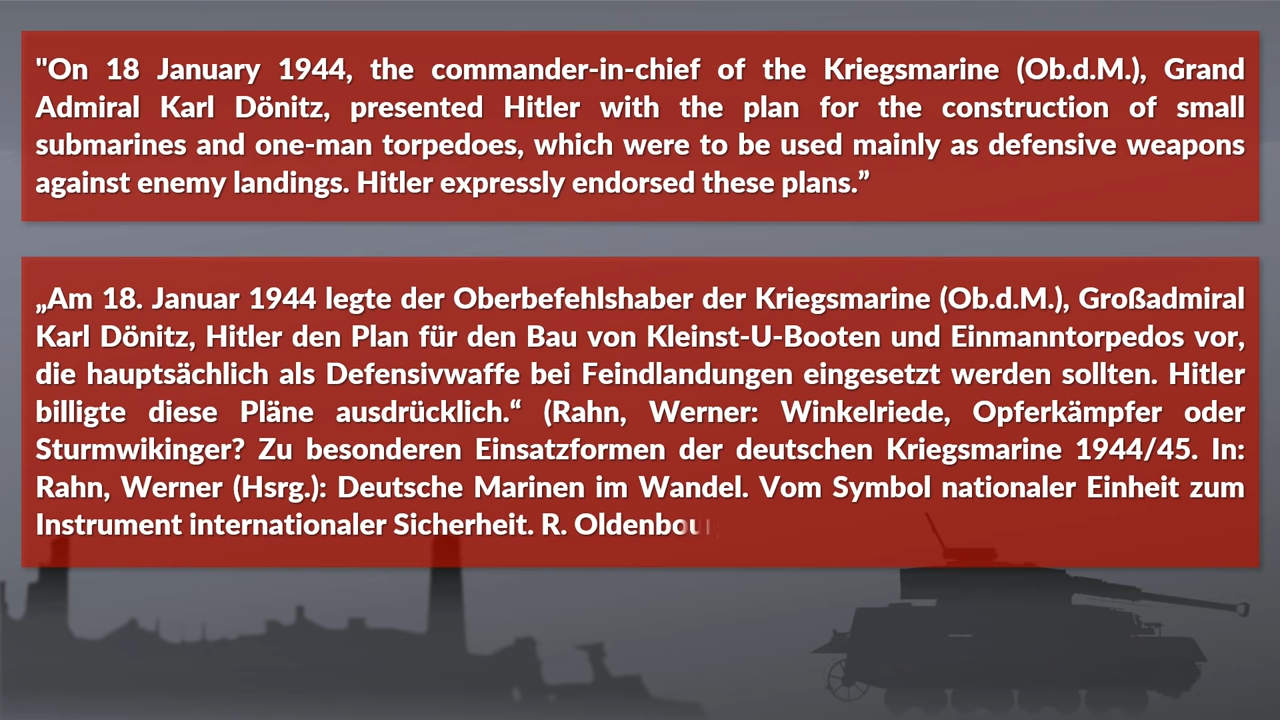 "On 18 January 1944, the commander-in-chief of the Kriegsmarine (Ob.d.M.), Grand
Admiral Karl Dönitz, presented Hitler with the plan for the construction of small
submarines and one-man torpedoes, which were to be used mainly as defensive weapons
against enemy landings. Hitler expressly endorsed these plans.”
„Am 18. Januar 1944 legte der Oberbefehlshaber der Kriegsmarine (Ob.d.M.), Großadmiral
Karl Dönitz, Hitler den Plan für den Bau von Kleinst-U-Booten und Einmanntorpedos vor,
die hauptsächlich als Defensivwaffe bei Feindlandungen eingesetzt werden sollten. Hitler
billigte diese Pläne ausdrücklich.“ (Rahn, Werner: Winkelriede, Opferkämpfer oder
Sturmwikinger? Zu besonderen Einsatzformen der deutschen Kriegsmarine 1944/45. In:
Rahn, Werner (Hsrg.): Deutsche Marinen im Wandel. Vom Symbol nationaler Einheit zum
Instrument internationaler Sicherheit. R.